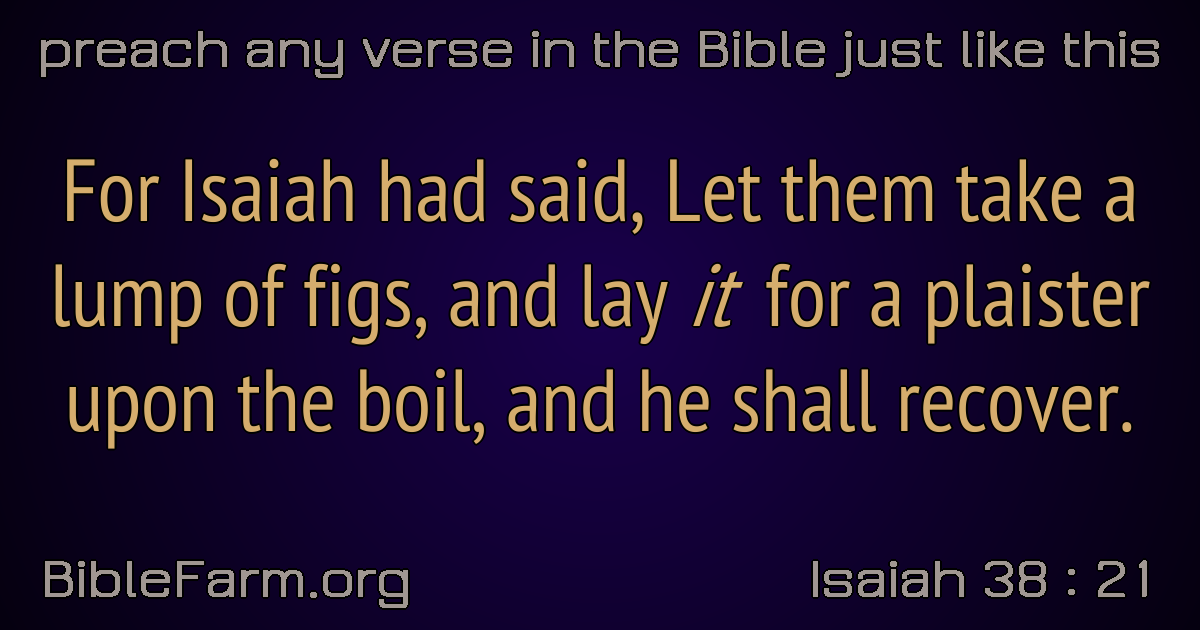 preach any verse in the Bible just like this
For Isaiah had said, Let them take a
lump of figs, and lay it for a plaister
upon the boil, and he shall recover.
BibleFarm.org
Isaiah 38 : 21